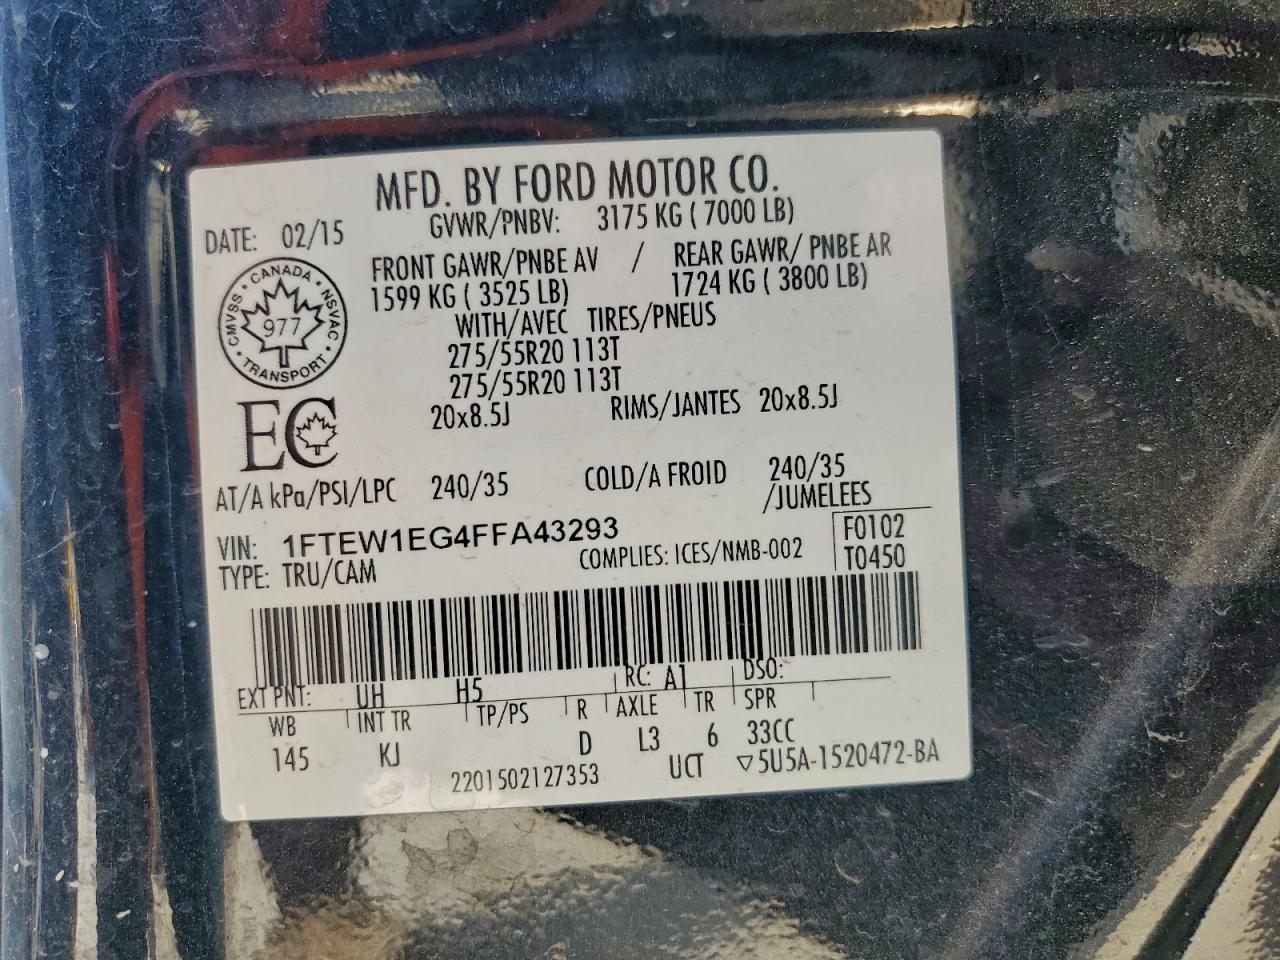 MFD. BY FORD MOTOR CO.
DATE: 02/15
GVWR/PNBV: 3175 KG ( 7000 LB)
FRONT GAWR/PNBE AV / REAR GAWR/ PNBE AR
1599 KG ( 3525 LB) 1724 KG ( 3800 LB)
WITH/AVEC TIRES/PNEUS
275/55R20 113T
275/55R20 113T
20x8.5J RIMS/JANTES 20x8.5J
CMVSS · CANADA · NSVAC · TRANSPORT ·
977
EC
AT/A kPa/PSI/LPC 240/35 COLD/A FROID 240/35
/JUMELEES
VIN: 1FTEW1EG4FFA43293
F0102
TYPE: TRU/CAM COMPLIES: ICES/NMB-002
T0450
EXT PNT: UH H5 RC: A1 DSO:
WB INT TR TP/PS R AXLE TR SPR
145 KJ D L3 6 33CC
2201502127353 UCT ▽5U5A-1520472-BA